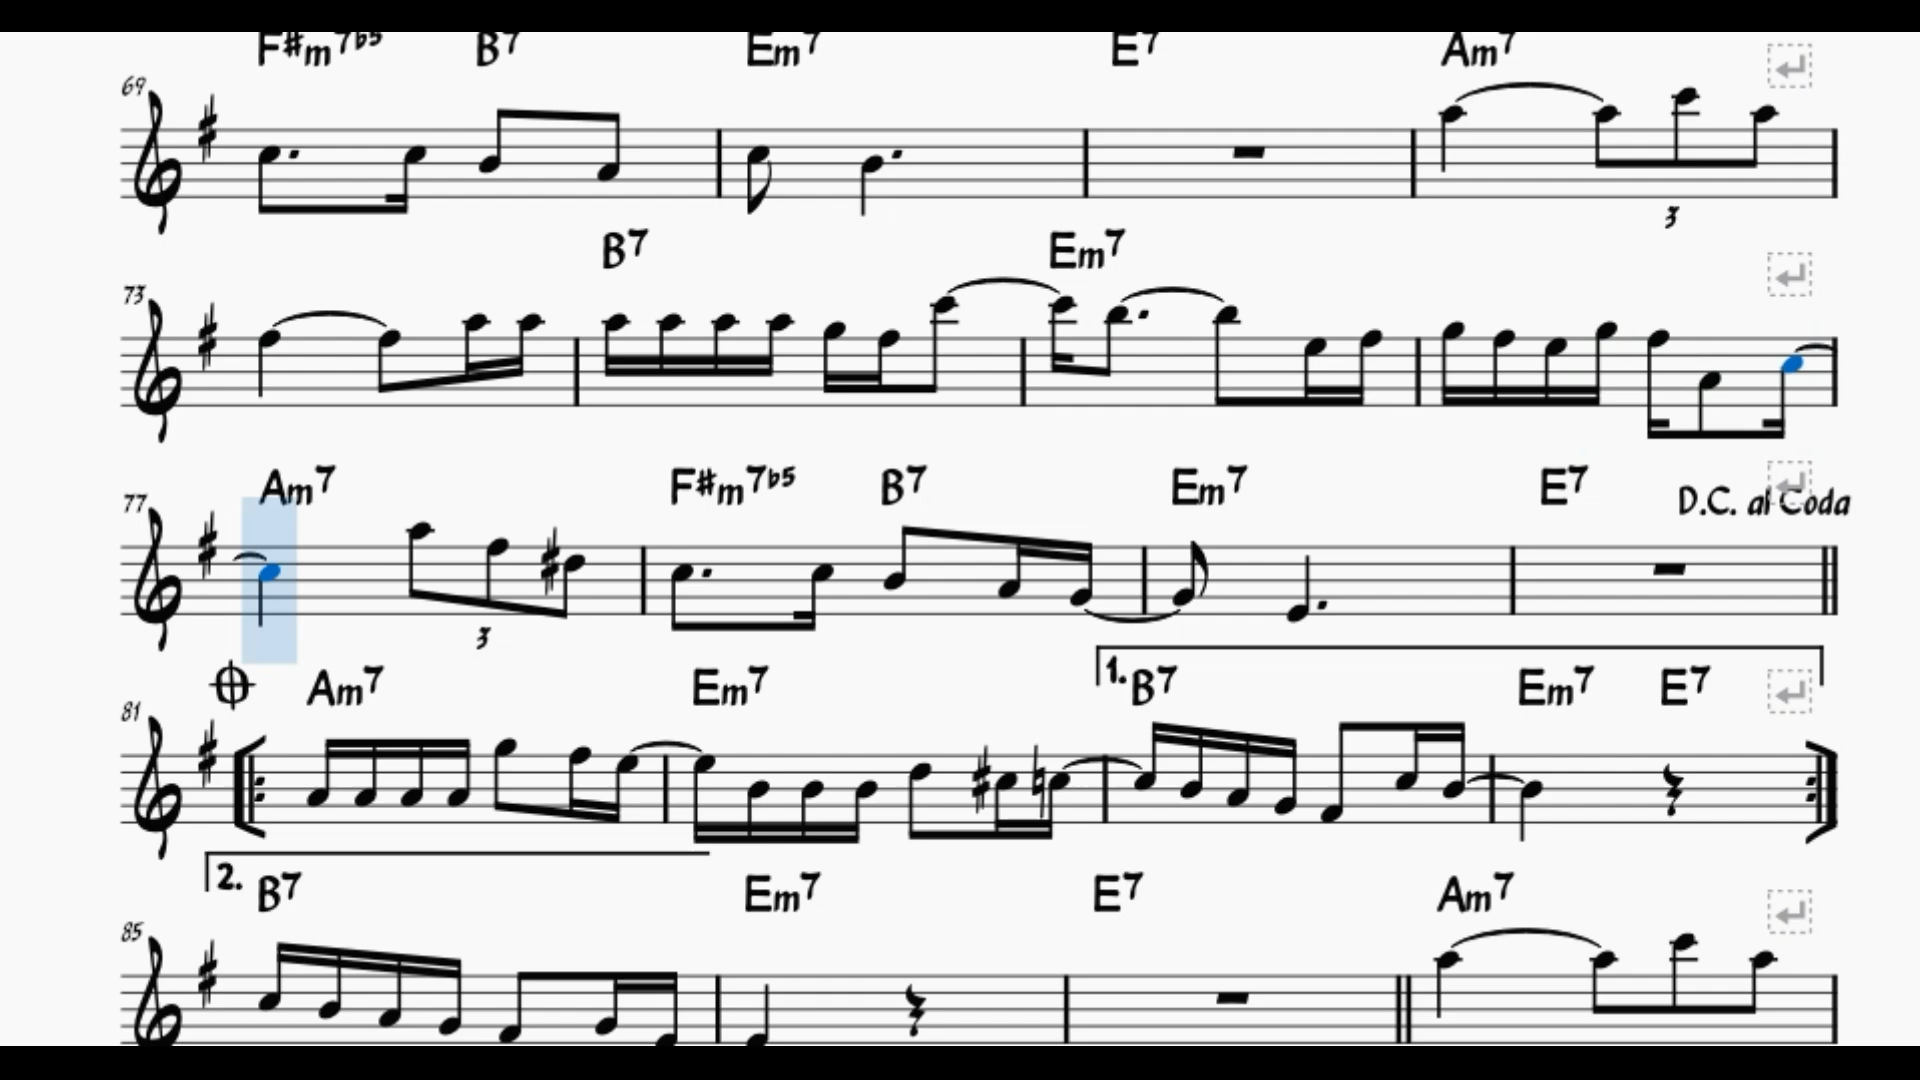 F#m7b5 B7 Em7 E7 Am7
69
3
B7 Em7
73
Am7 F#m7b5 B7 Em7 E7 D.C. al Coda
77
3
1.
Am7 Em7 B7 Em7 E7
81
2.
B7 Em7 E7 Am7
85